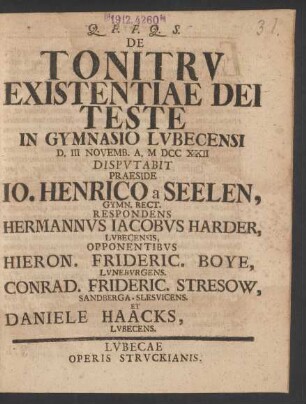 1912.4260
Q. F. F. Q. S.
DE
TONITRV
EXISTENTIAE DEI
TESTE
IN GYMNASIO LVBECENSI
D. III NOVEMB. A. M DCC XXII
DISPVTABIT
PRAESIDE
IO. HENRICO a SEELEN,
GYMN. RECT.
RESPONDENS
HERMANNVS IACOBVS HARDER,
LVBECENSIS,
OPPONENTIBVS
HIERON. FRIDERIC. BOYE,
LVNEBVRGENS.
CONRAD. FRIDERIC. STRESOW,
SANDBERGA-SLESVICENS.
ET
DANIELE HAACKS,
LVBECENS.
LVBECAE
OPERIS STRVCKIANIS.